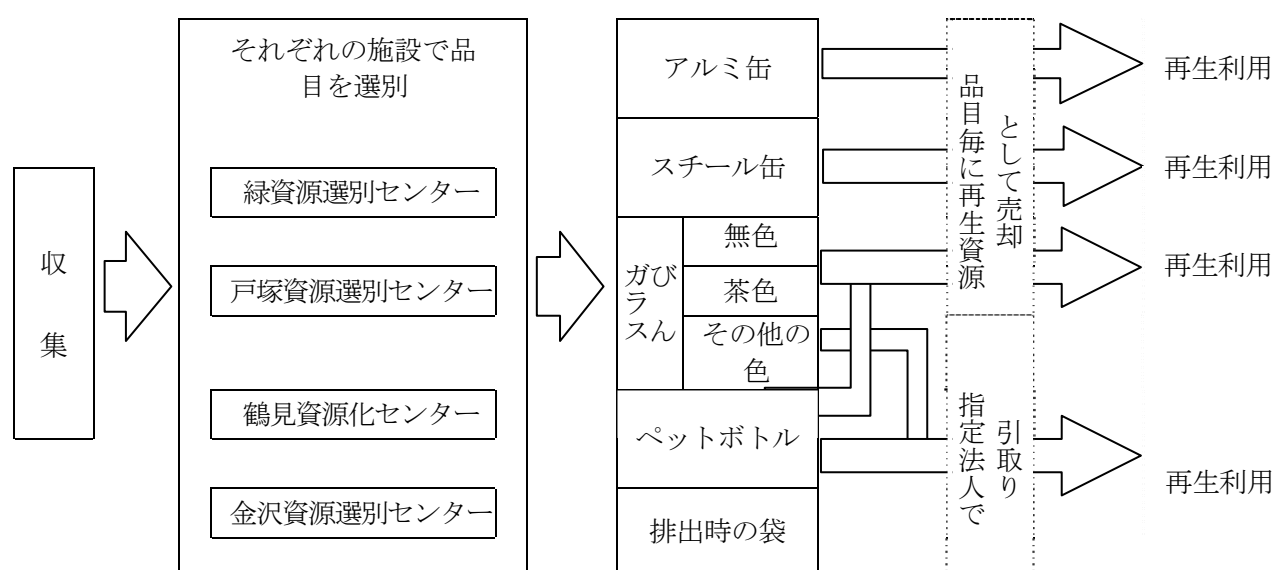 収
集
それぞれの施設で品
目を選別
緑資源選別センター
戸塚資源選別センター
鶴見資源化センター
金沢資源選別センター
アルミ缶
スチール缶
ガラス
びん
無色
茶色
その他の
色
ペットボトル
排出時の袋
品目毎に再生資源
として売却
指定法人で
引取り
再生利用
再生利用
再生利用
再生利用